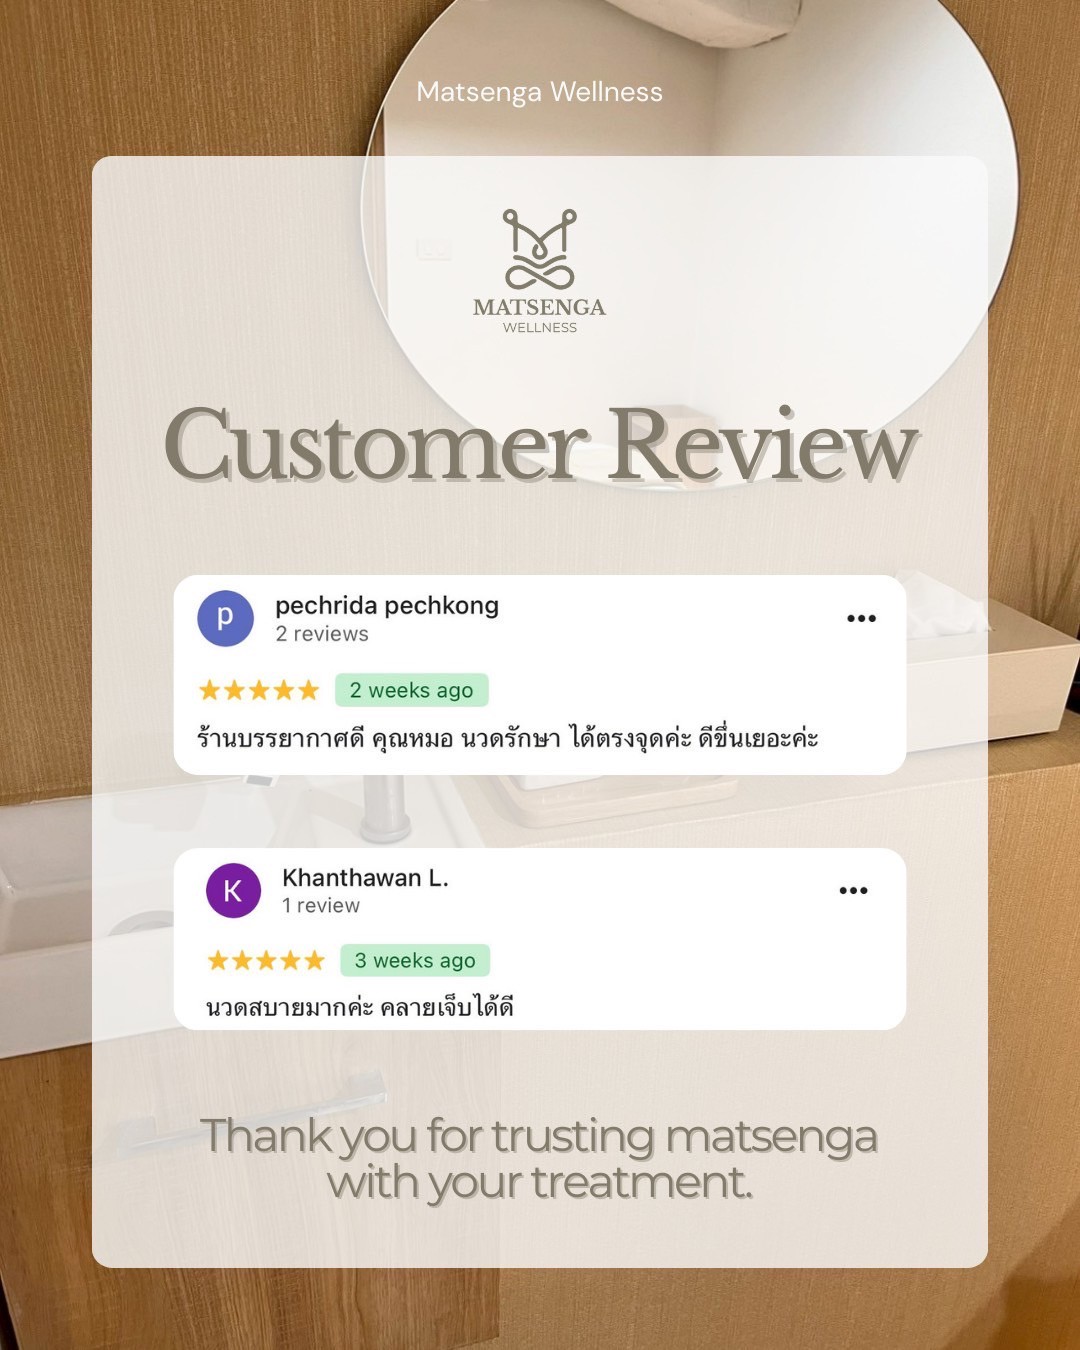 Matsenga Wellness
MATSENGA
WELLNESS
Customer Review
p
pechrida pechkong
2 reviews
2 weeks ago
ร้านบรรยากาศดี คุณหมอ นวดรักษา ได้ตรงจุดค่ะ ดีขึ่นเยอะค่ะ
K
Khanthawan L.
1 review
3 weeks ago
นวดสบายมากค่ะ คลายเจ็บได้ดี
Thank you for trusting matsenga
with your treatment.